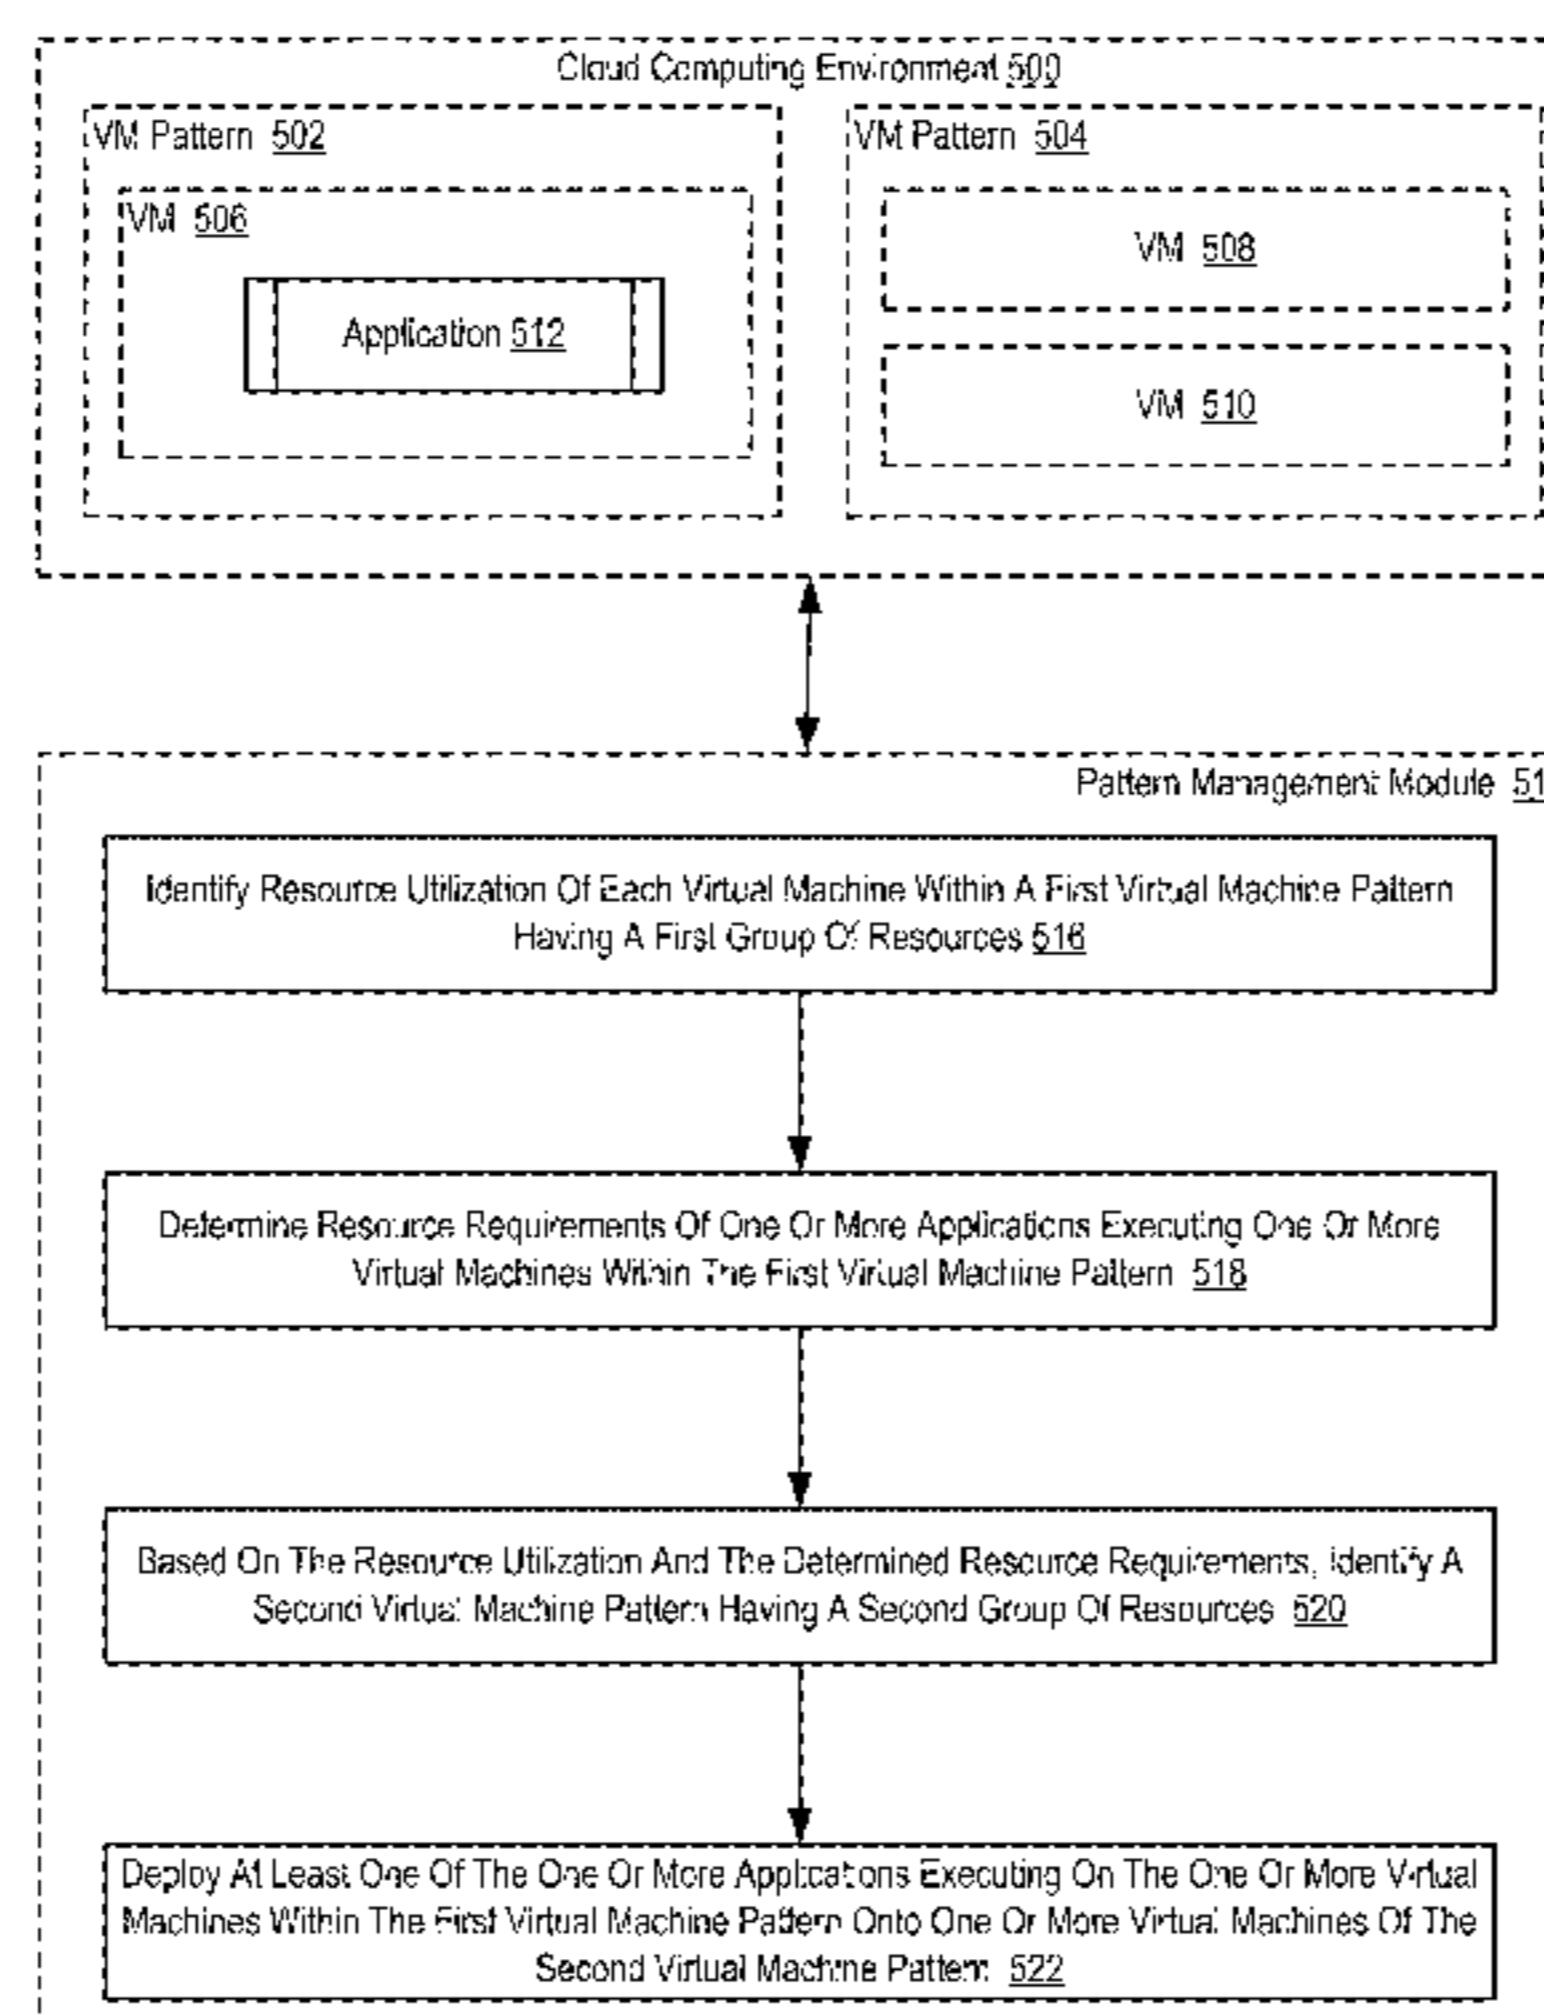 Cloud Computing Environment 500
VM Pattern 502
VM Pattern 504
VM 506
VM 508
Application 512
VM 510
Pattern Management Module 51
Identify Resource Utilization Of Each Virtual Machine Within A First Virtual Machine Pattern
Having A First Group Of Resources 516
Determine Resource Requirements Of One Or More Applications Executing One Or More
Virtual Machines Within The First Virtual Machine Pattern 518
Based On The Resource Utilization And The Determined Resource Requirements, Identify A
Second Virtual Machine Pattern Having A Second Group Of Resources 520
Deploy At Least One Of The One Or More Applications Executing On The One Or More Virtual
Machines Within The First Virtual Machine Pattern Onto One Or More Virtual Machines Of The
Second Virtual Machine Pattern 522